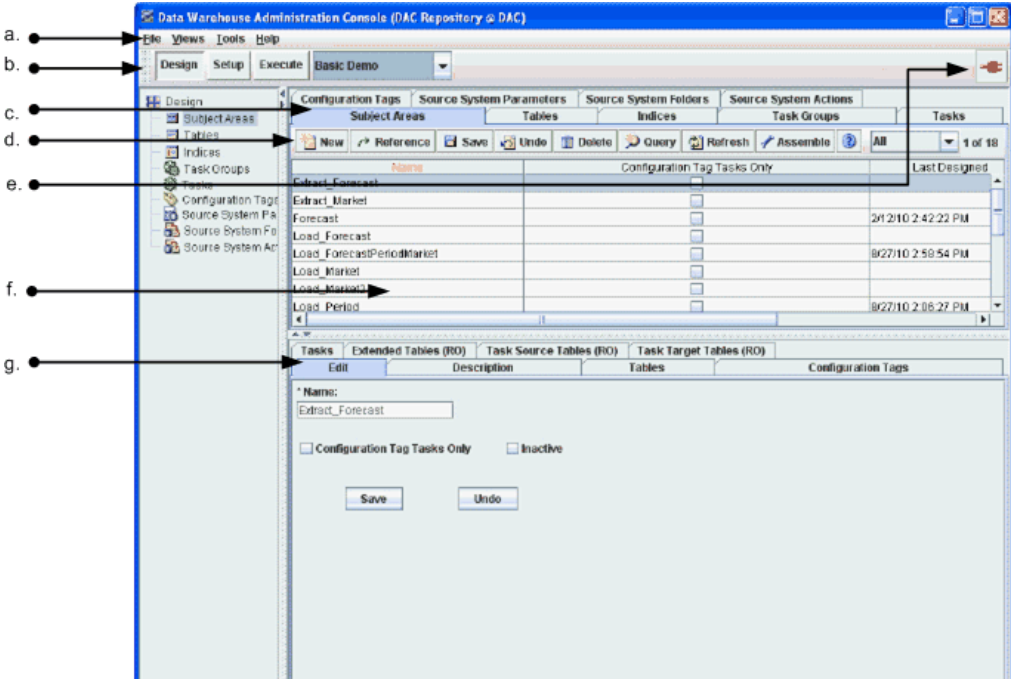 Data Warehouse Administration Console (DAC Repository @ DAC)
a.
File Views Tools Help
b.
Design Setup Execute Basic Demo
Design
Subject Areas
Tables
Indices
Task Groups
Tasks
Configuration Tags
Source System Pa
Source System Fo
Source System Act
c.
Configuration Tags Source System Parameters Source System Folders Source System Actions
Subject Areas Tables Indices Task Groups Tasks
d.
New Reference Save Undo Delete Query Refresh Assemble All 1 of 18
e.
Name Configuration Tag Tasks Only Last Designed
Extract_Forecast
Extract_Market
Forecast 2/12/10 2:42:22 PM
Load_Forecast
Load_ForecastPeriodMarket 8/27/10 2:58:54 PM
Load_Market
f.
Load_Market2
Load_Period 8/27/10 2:06:27 PM
g.
Tasks Extended Tables (RO) Task Source Tables (RO) Task Target Tables (RO)
Edit Description Tables Configuration Tags
*Name:
Extract_Forecast
Configuration Tag Tasks Only Inactive
Save Undo